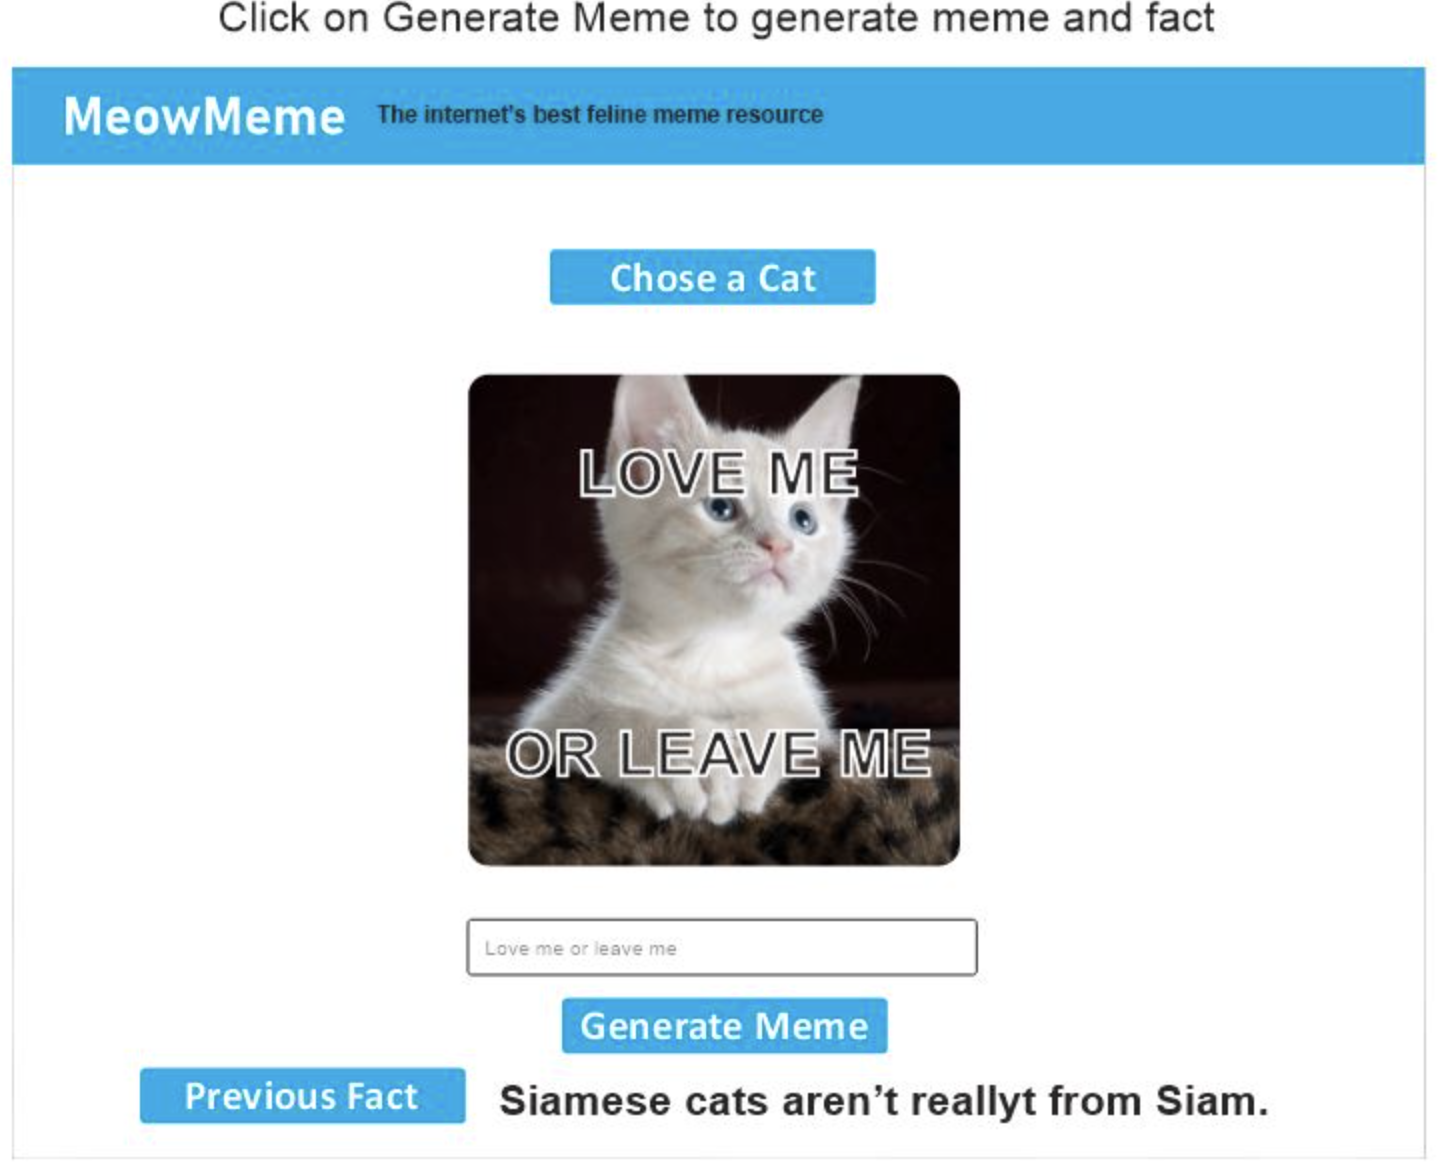 Click on Generate Meme to generate meme and fact
MeowMeme The internet's best feline meme resource
Chose a Cat
LOVE ME
OR LEAVE ME
Love me or leave me
Generate Meme
Previous Fact Siamese cats aren't reallyt from Siam.